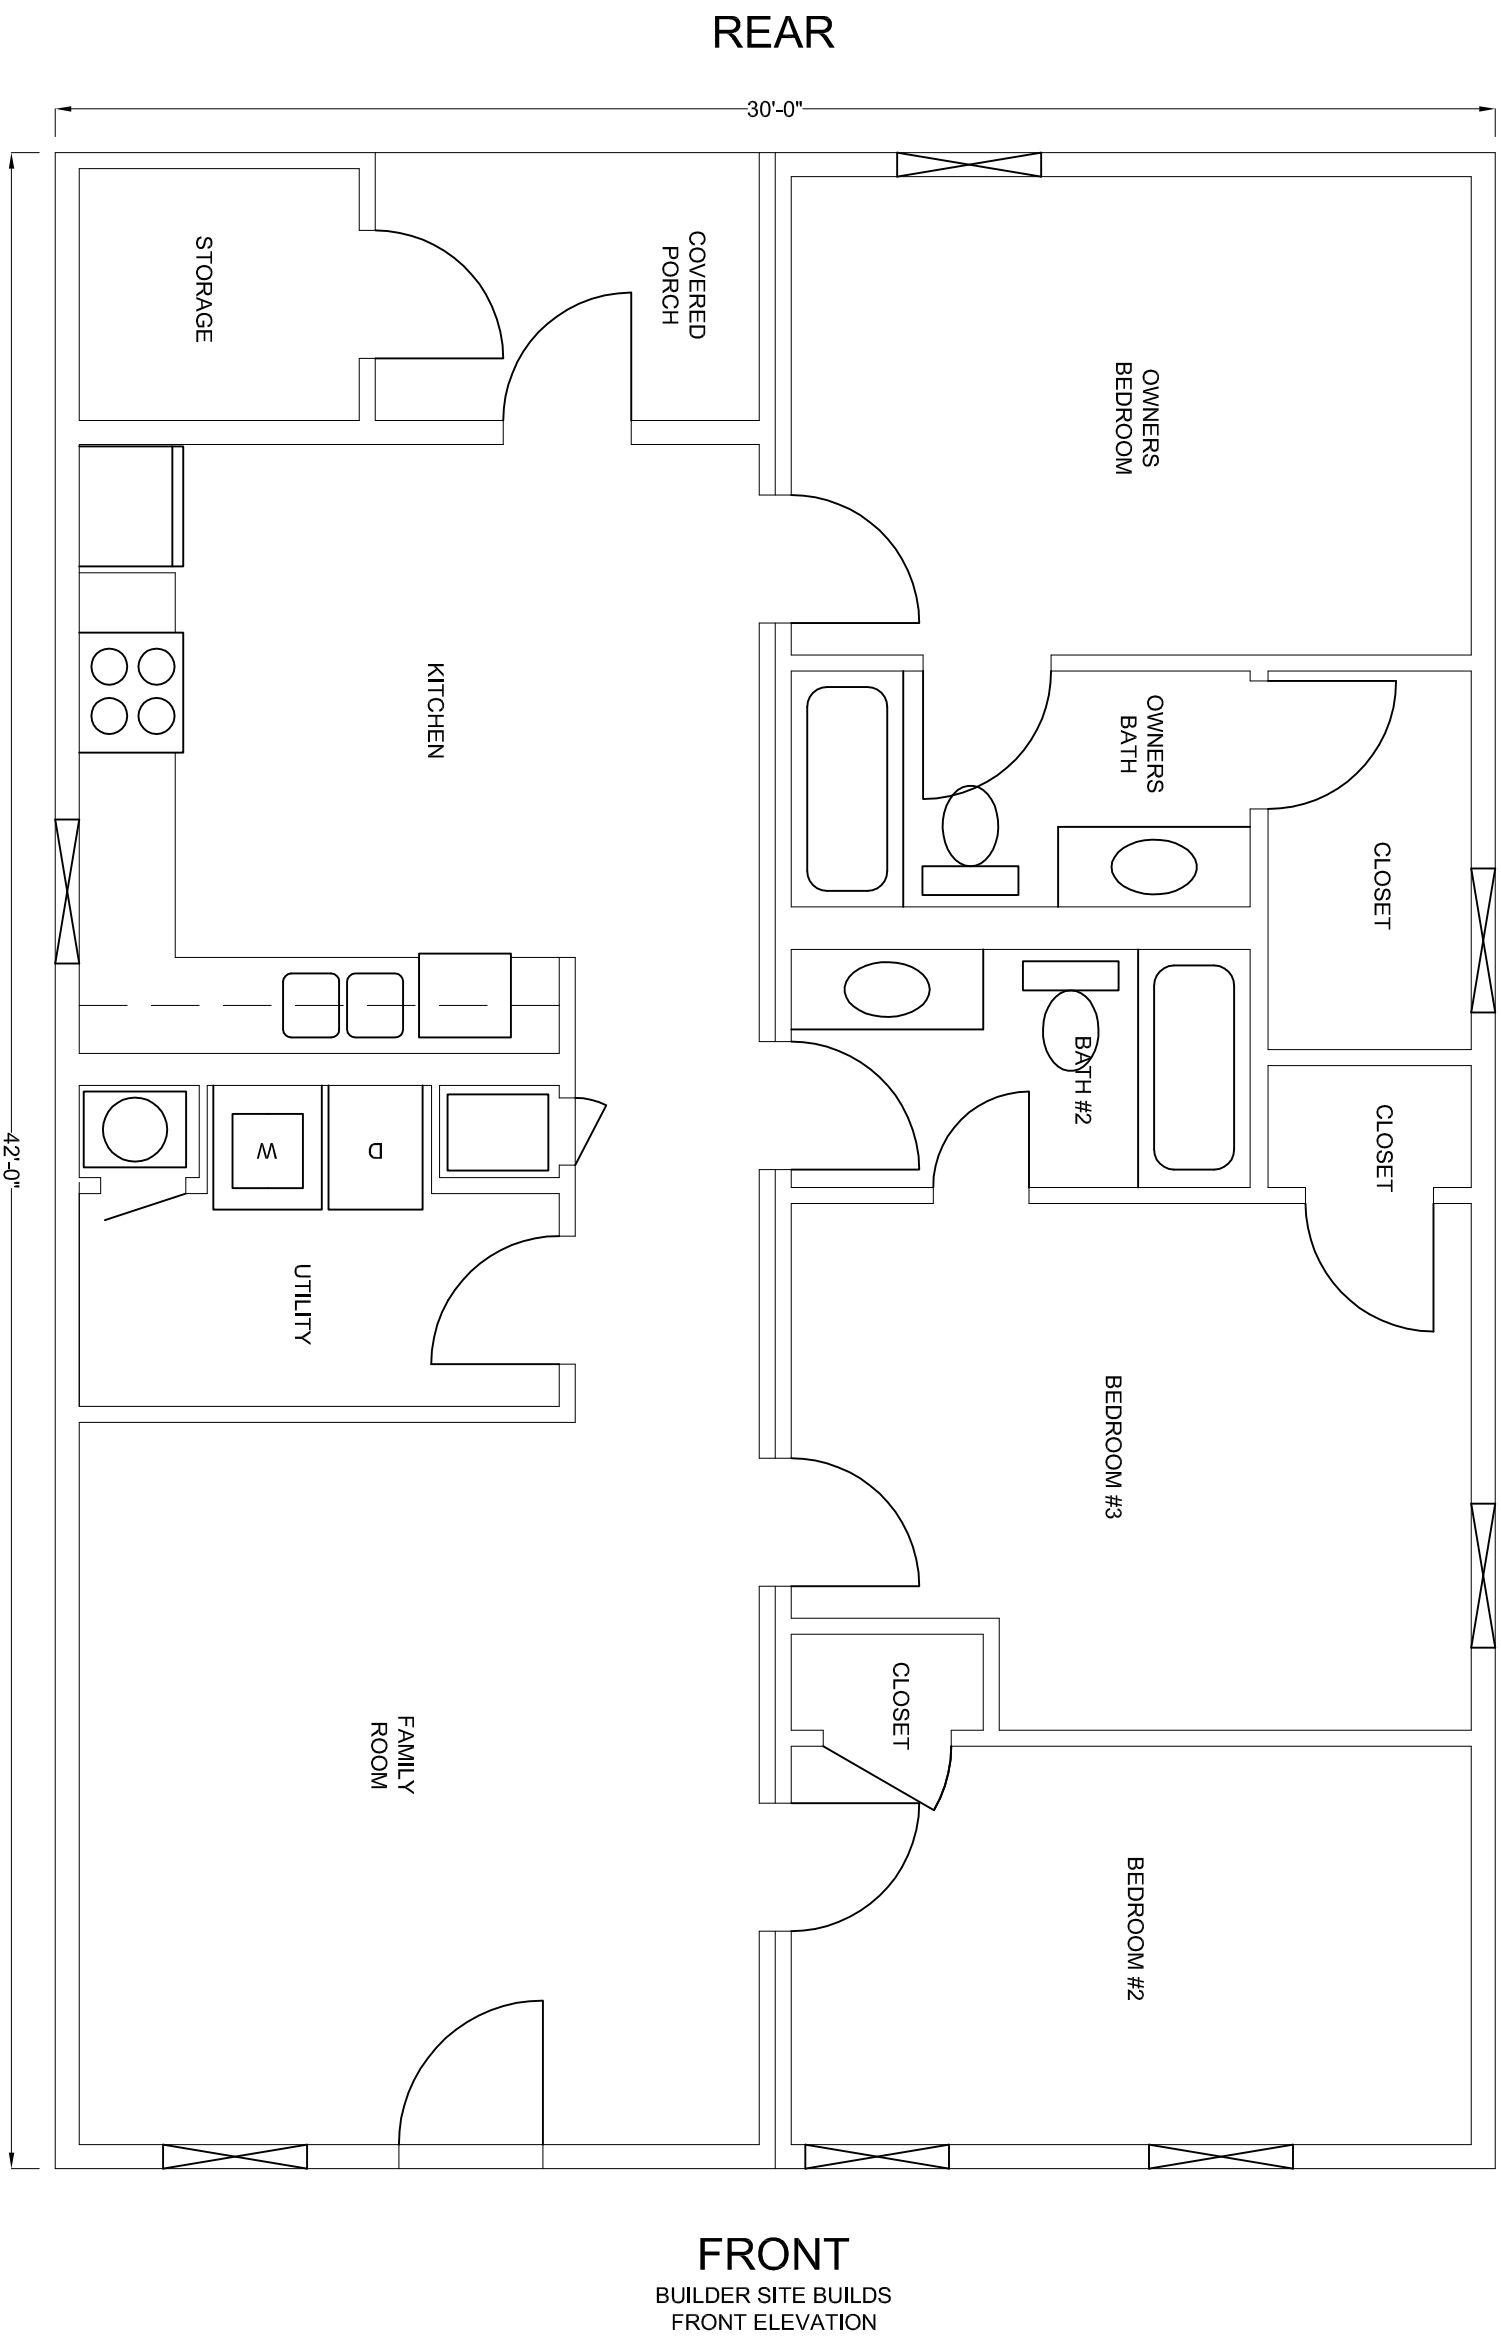 REAR
30'-0"
STORAGE
COVERED
PORCH
OWNERS
BEDROOM
KITCHEN
OWNERS
BATH
CLOSET
BATH #2
CLOSET
42'-0"
W
D
UTILITY
BEDROOM #3
CLOSET
FAMILY
ROOM
BEDROOM #2
FRONT
BUILDER SITE BUILDS
FRONT ELEVATION